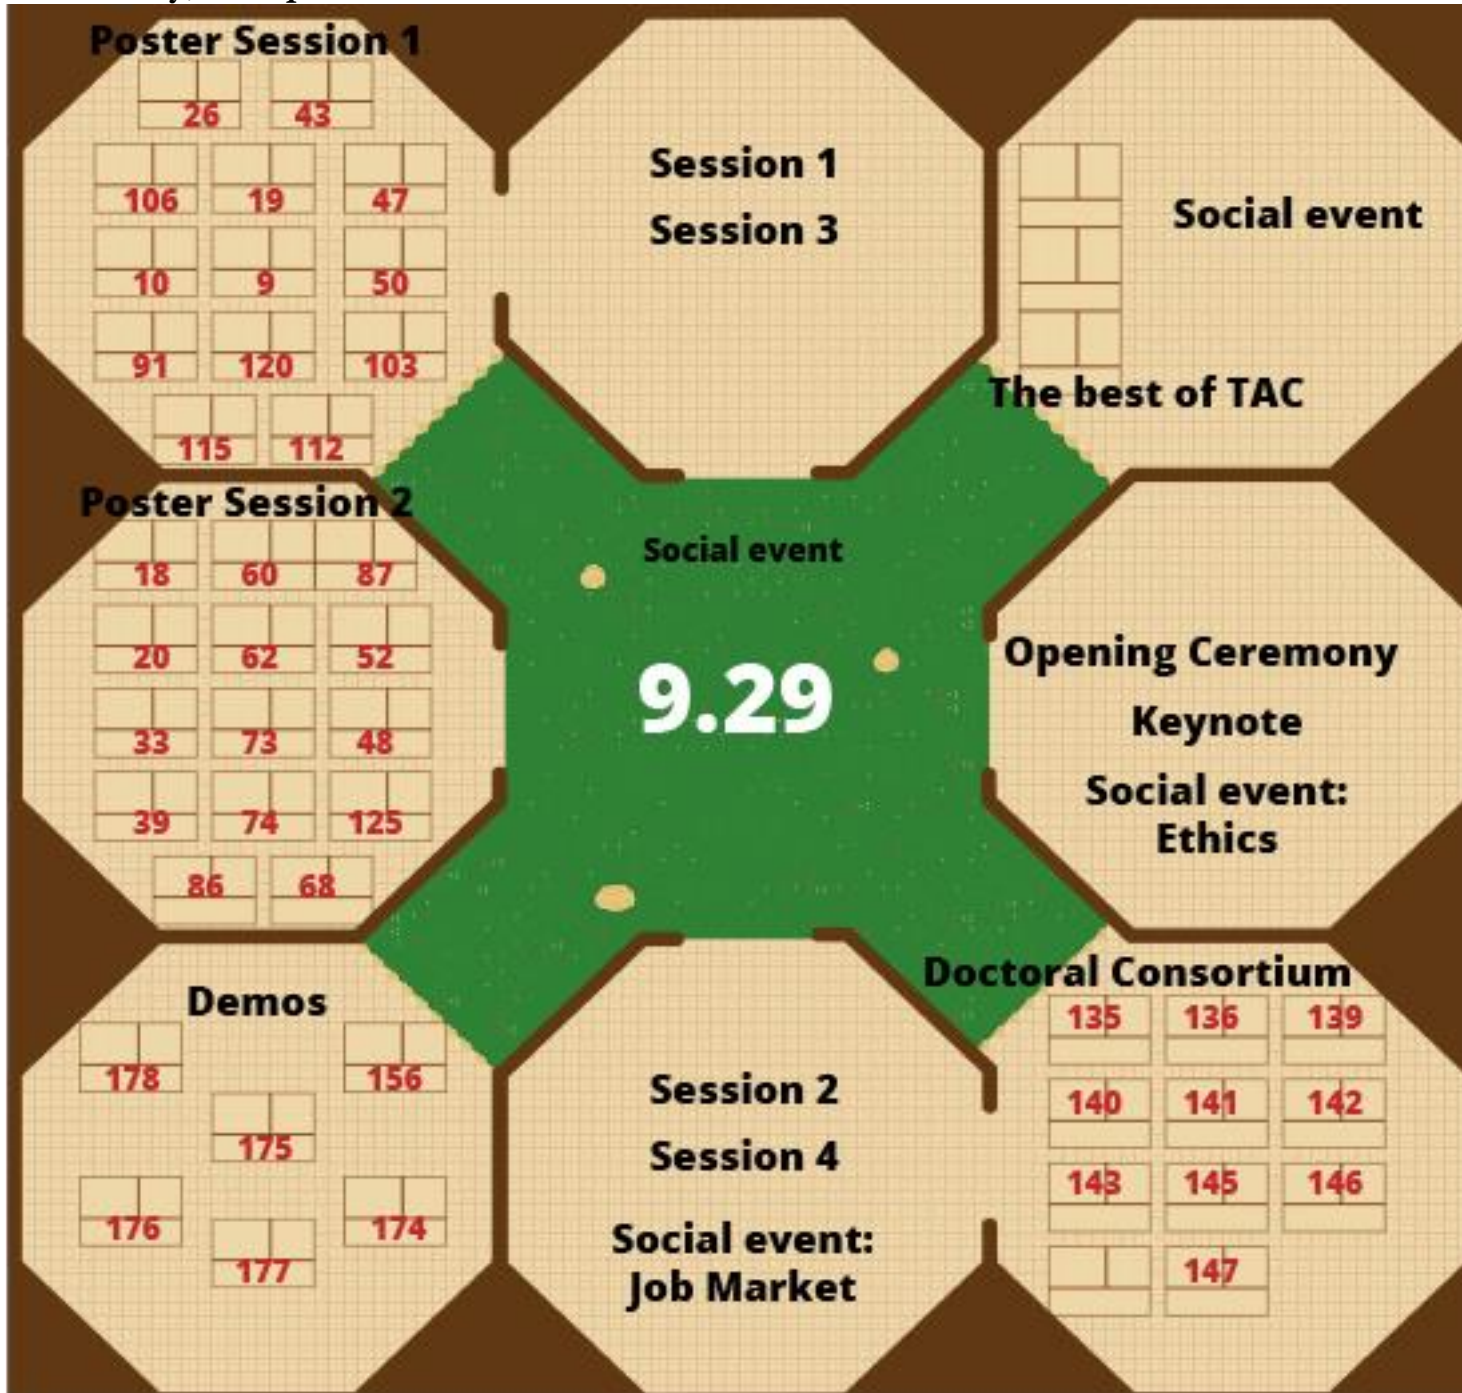 Poster Session 1
26 43
106 19 47
10 9 50
91 120 103
115 112
Session 1
Session 3
Social event
The best of TAC
Poster Session 2
18 60 87
20 62 52
33 73 48
39 74 125
86 68
Social event
9.29
Opening Ceremony
Keynote
Social event:
Ethics
Demos
178 156
175
176 174
177
Session 2
Session 4
Social event:
Job Market
Doctoral Consortium
135 136 139
140 141 142
143 145 146
147